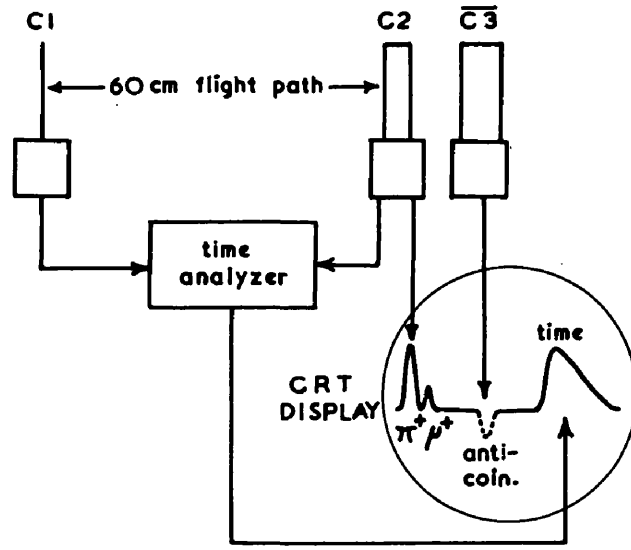 C1
C2
C3
60 cm flight path
time
analyzer
time
CRT
DISPLAY
π+ μ+
anti-
coin.